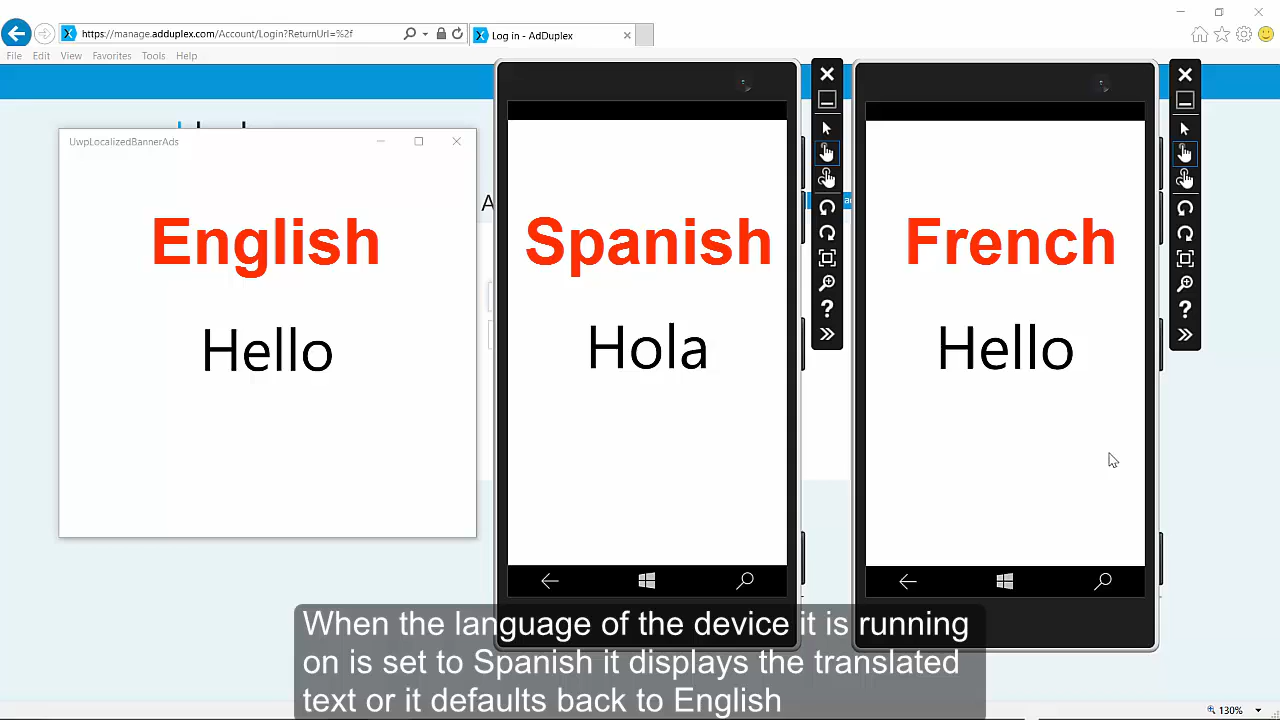 https://manage.adduplex.com/Account/Login?ReturnUrl=%2f
Log in - AdDuplex
File Edit View Favorites Tools Help
UwpLocalizedBannerAds
English
Hello
Spanish
Hola
French
Hello
When the language of the device it is running
on is set to Spanish it displays the translated
text or it defaults back to English
130%